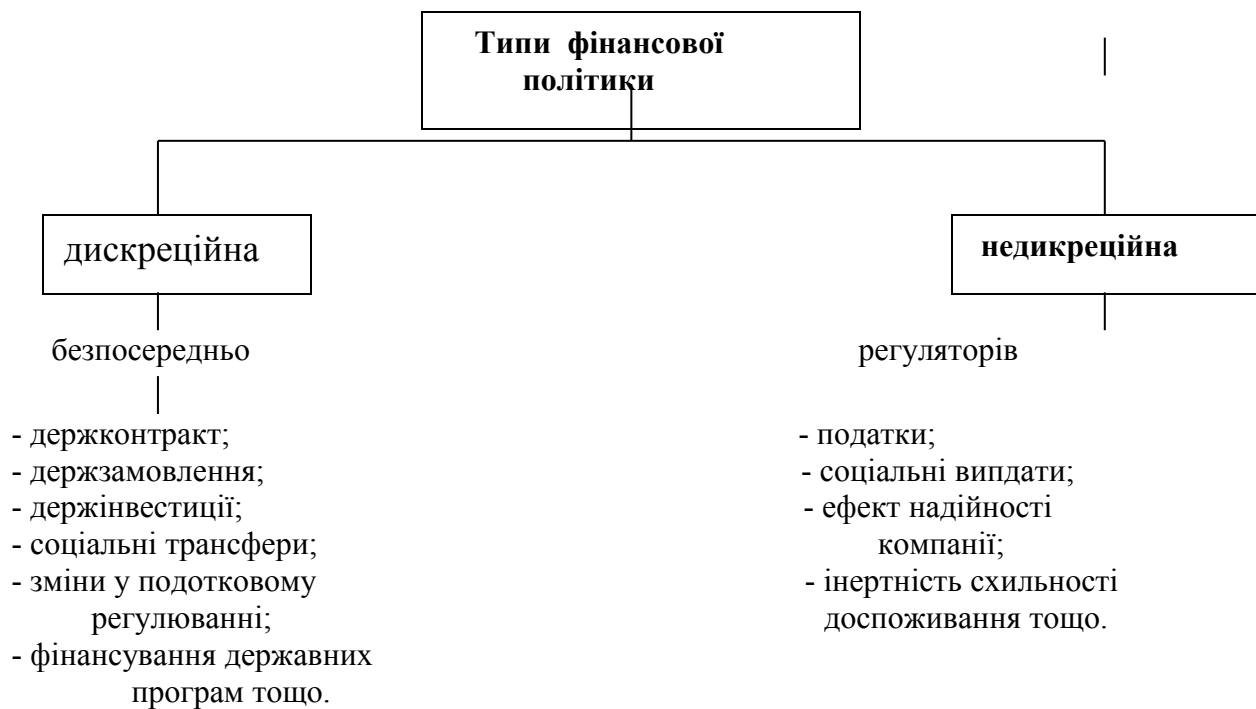 Типи фінансової
політики
дискреційна
недикреційна
безпосередньо
регуляторів
- держконтракт;
- держзамовлення;
- держінвестиції;
- соціальні трансфери;
- зміни у подотковому
регулюванні;
- фінансування державних
програм тощо.
- податки;
- соціальні випдати;
- ефект надійності
компанії;
- інертність схильності
доспоживання тощо.